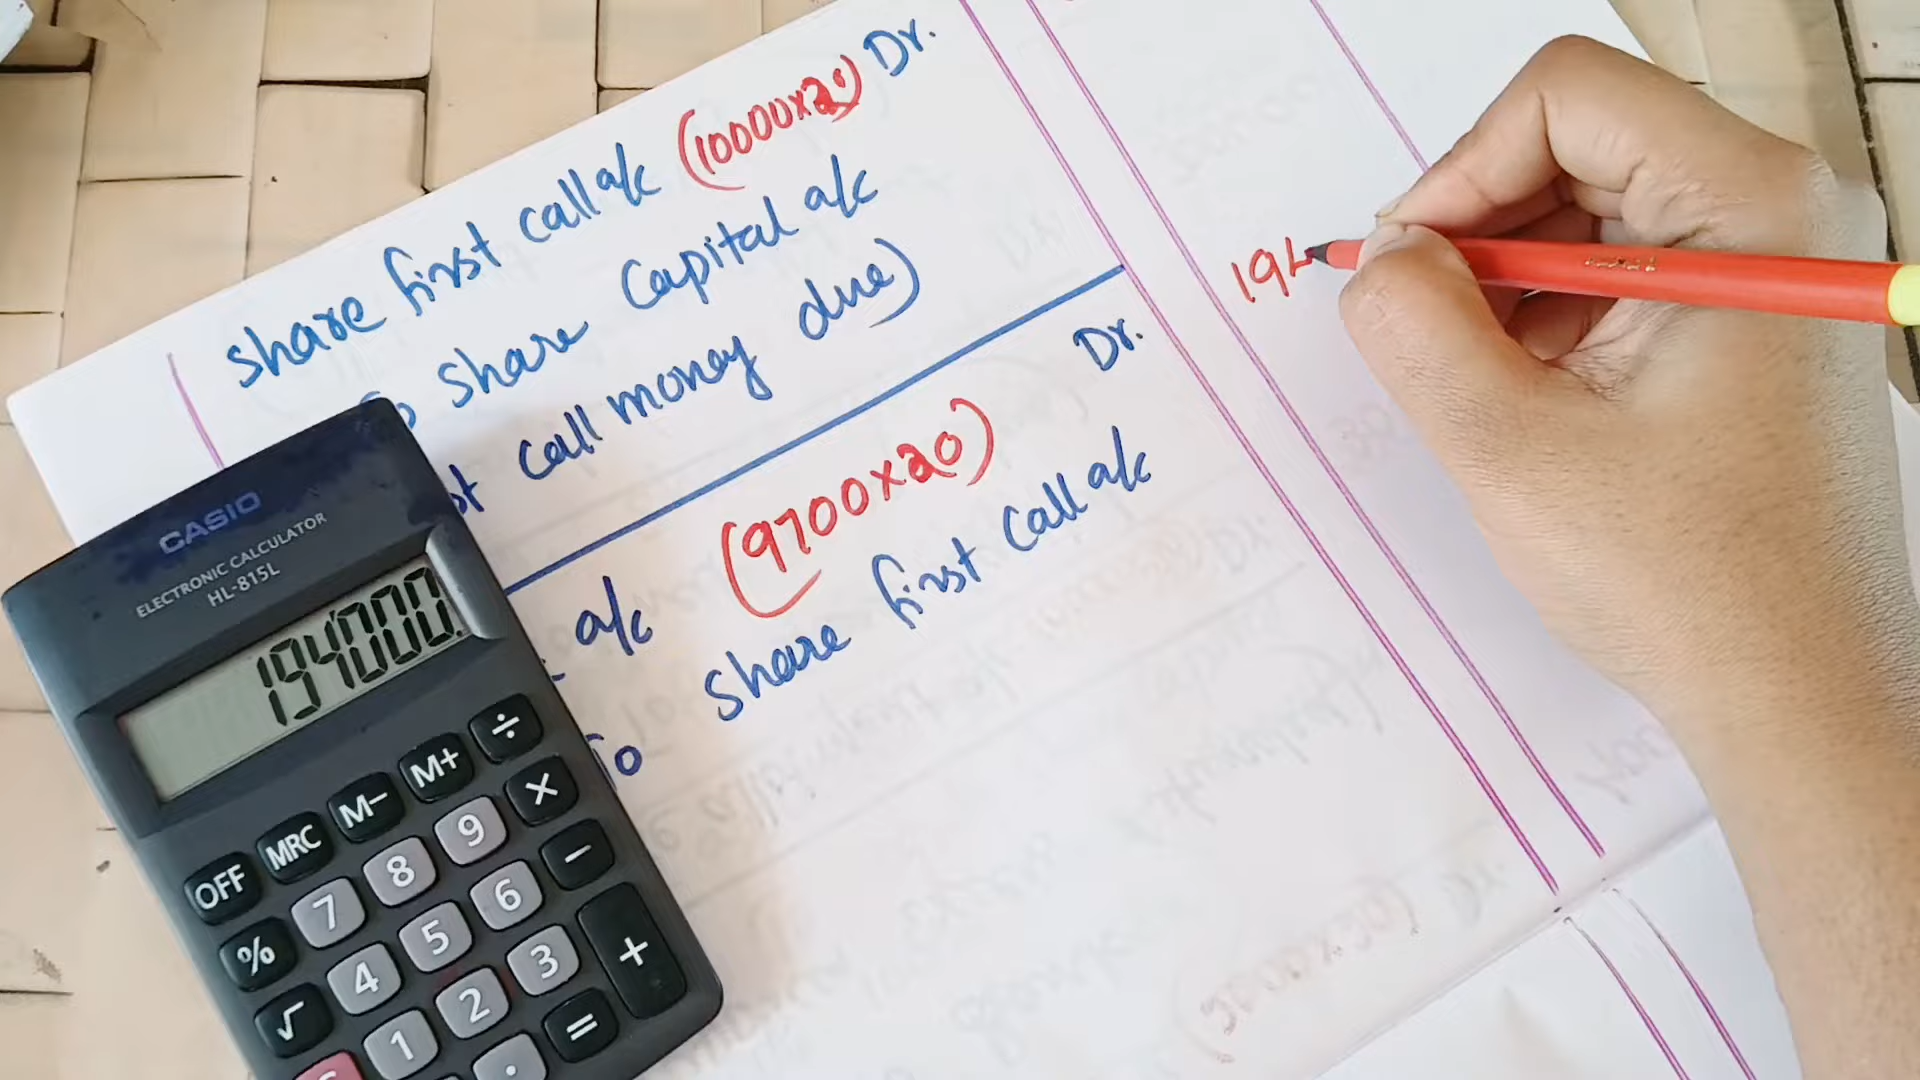 share first call a/c (10000x20) Dr.
share Capital a/c
call money due)
Dr.
a/c (9700x20)
To share first call a/c
194
CASIO
ELECTRONIC CALCULATOR
HL-815L
194000.
OFF MRC M- M+ ÷
% 7 8 9 ×
√ 4 5 6 −
1 2 3 +
. =